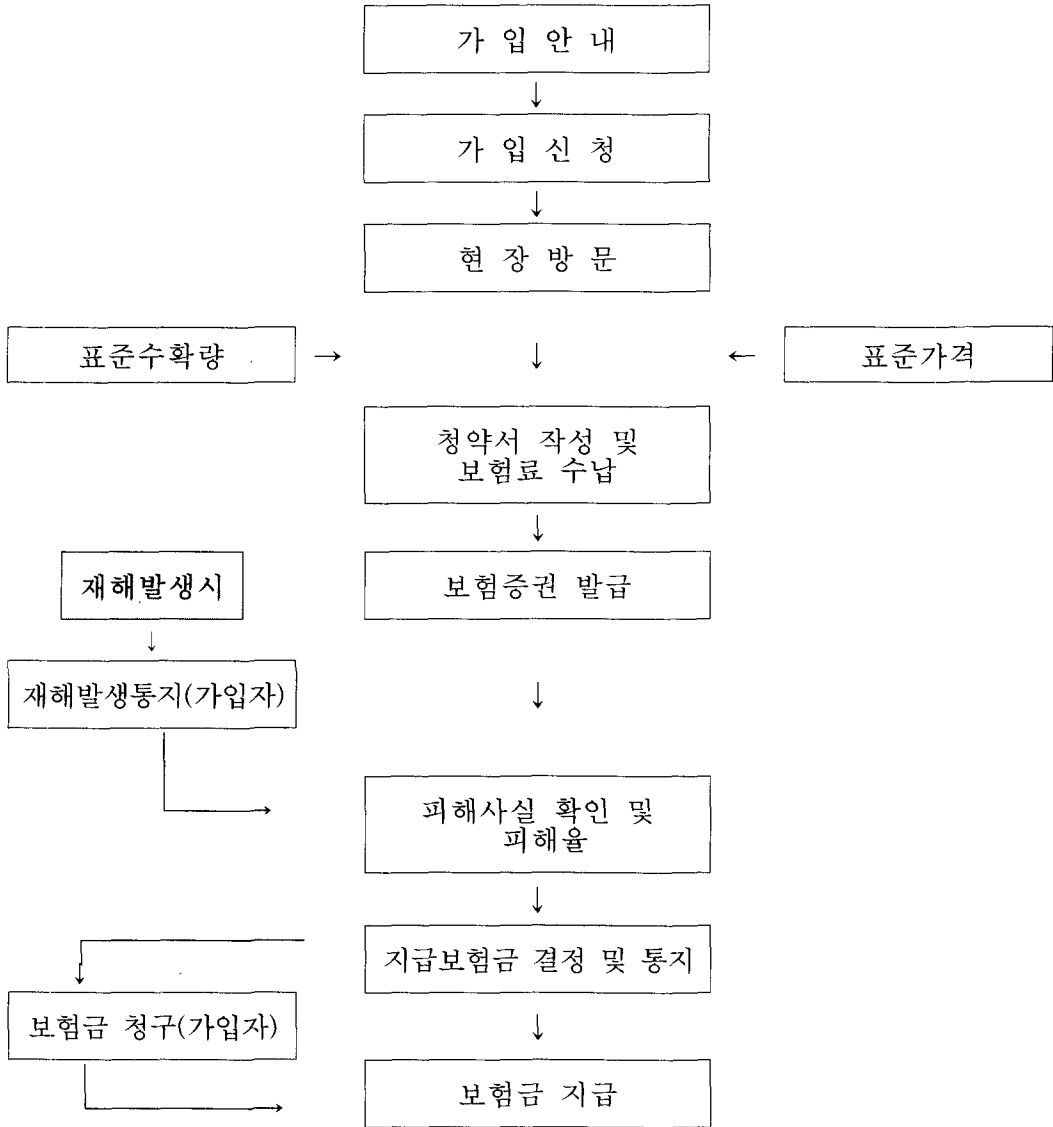 가 입 안 내
↓
가 입 신 청
↓
현 장 방 문
표준수확량 → ↓ ← 표준가격
청약서 작성 및
보험료 수납
↓
재해발생시
보험증권 발급
↓
재해발생통지(가입자)
↓
피해사실 확인 및
피해율
↓
지급보험금 결정 및 통지
보험금 청구(가입자)
↓
보험금 지급